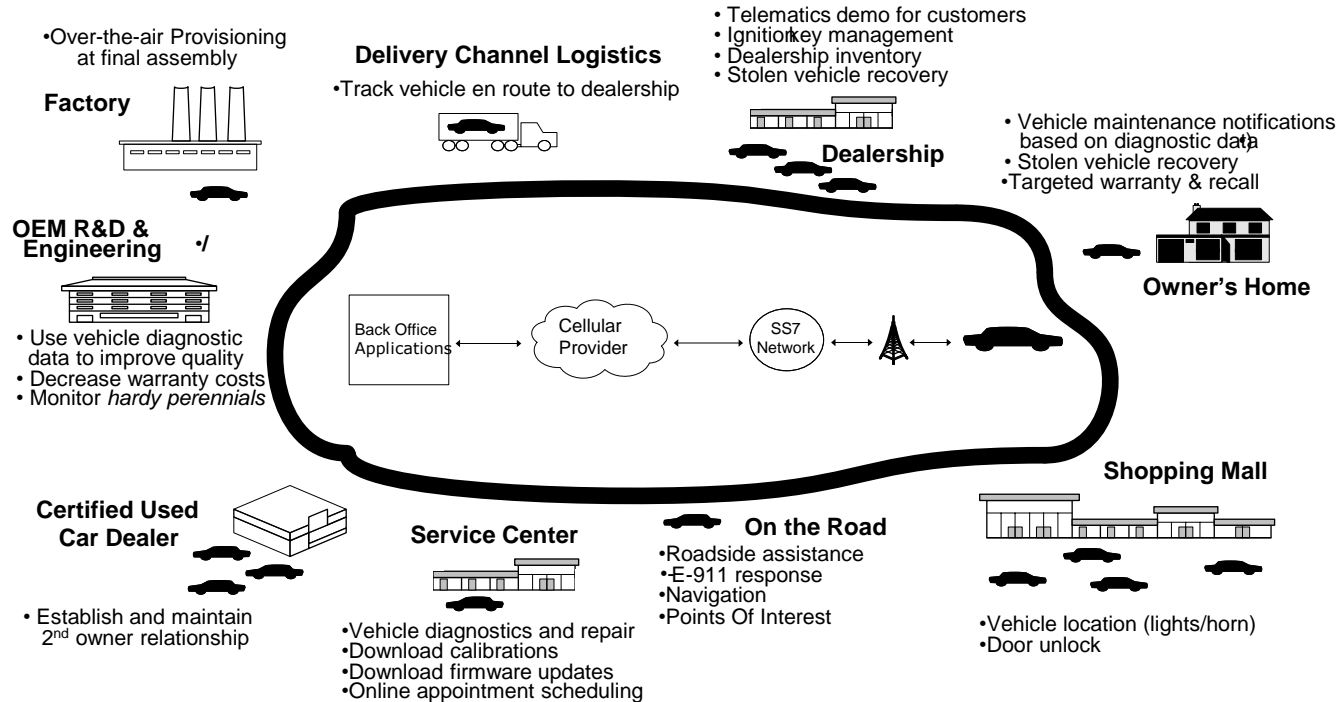 •Over-the-air Provisioning
at final assembly
Factory
Delivery Channel Logistics
•Track vehicle en route to dealership
• Telematics demo for customers
• Ignition key management
• Dealership inventory
• Stolen vehicle recovery
Dealership
• Vehicle maintenance notifications
based on diagnostic data)
• Stolen vehicle recovery
•Targeted warranty & recall
Owner's Home
OEM R&D &
Engineering
•/
• Use vehicle diagnostic
data to improve quality
• Decrease warranty costs
• Monitor hardy perennials
Back Office
Applications
Cellular
Provider
SS7
Network
Certified Used
Car Dealer
• Establish and maintain
2nd owner relationship
Service Center
•Vehicle diagnostics and repair
•Download calibrations
•Download firmware updates
•Online appointment scheduling
On the Road
•Roadside assistance
•E-911 response
•Navigation
•Points Of Interest
Shopping Mall
•Vehicle location (lights/horn)
•Door unlock